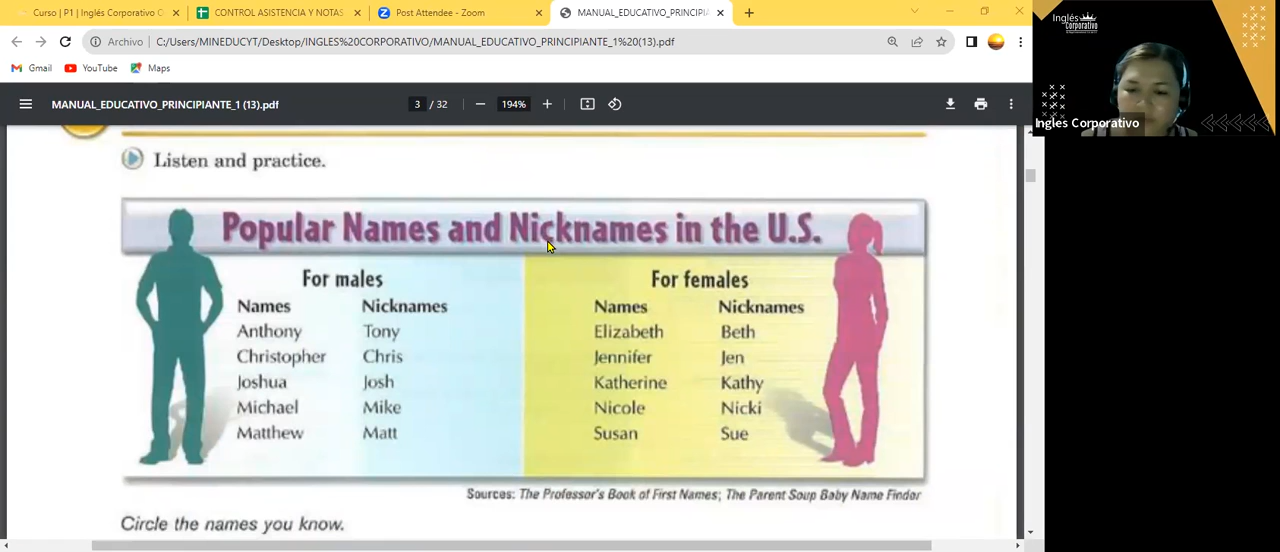 Curso | P1 | Inglés Corporativo C
CONTROL ASISTENCIA Y NOTAS
Post Attendee - Zoom
MANUAL_EDUCATIVO_PRINCIPIA
Archivo
C:/Users/MINEDUCYT/Desktop/INGLES%20CORPORATIVO/MANUAL_EDUCATIVO_PRINCIPIANTE_1%20(13).pdf
Gmail
YouTube
Maps
MANUAL_EDUCATIVO_PRINCIPIANTE_1 (13).pdf
3 / 32
194%
Listen and practice.
Popular Names and Nicknames in the U.S.
For males
For females
Names Nicknames Names Nicknames
Anthony Tony Elizabeth Beth
Christopher Chris Jennifer Jen
Joshua Josh Katherine Kathy
Michael Mike Nicole Nicki
Matthew Matt Susan Sue
Sources: The Professor's Book of First Names; The Parent Soup Baby Name Finder
Circle the names you know.
Inglés
Corporativo
Inglés Corporativo